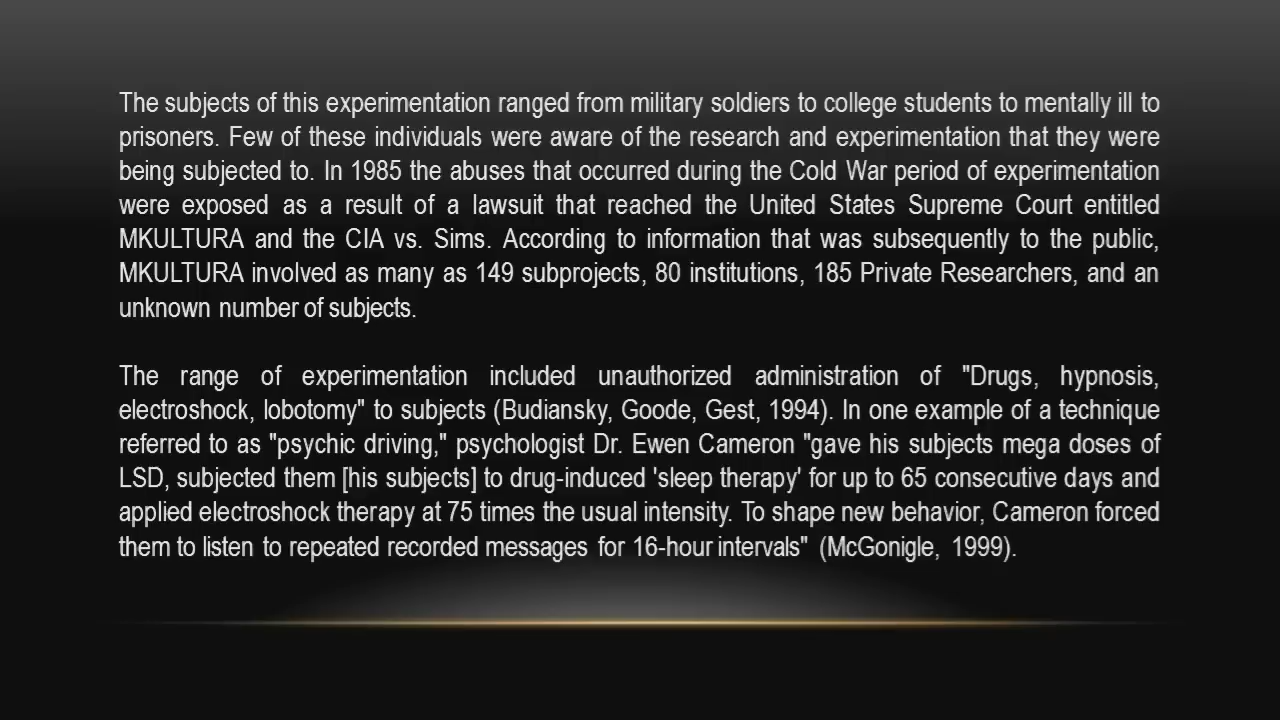 The subjects of this experimentation ranged from military soldiers to college students to mentally ill to
prisoners. Few of these individuals were aware of the research and experimentation that they were
being subjected to. In 1985 the abuses that occurred during the Cold War period of experimentation
were exposed as a result of a lawsuit that reached the United States Supreme Court entitled
MKULTURA and the CIA vs. Sims. According to information that was subsequently to the public,
MKULTURA involved as many as 149 subprojects, 80 institutions, 185 Private Researchers, and an
unknown number of subjects.
The range of experimentation included unauthorized administration of "Drugs, hypnosis,
electroshock, lobotomy" to subjects (Budiansky, Goode, Gest, 1994). In one example of a technique
referred to as "psychic driving," psychologist Dr. Ewen Cameron "gave his subjects mega doses of
LSD, subjected them [his subjects] to drug-induced 'sleep therapy' for up to 65 consecutive days and
applied electroshock therapy at 75 times the usual intensity. To shape new behavior, Cameron forced
them to listen to repeated recorded messages for 16-hour intervals" (McGonigle, 1999).